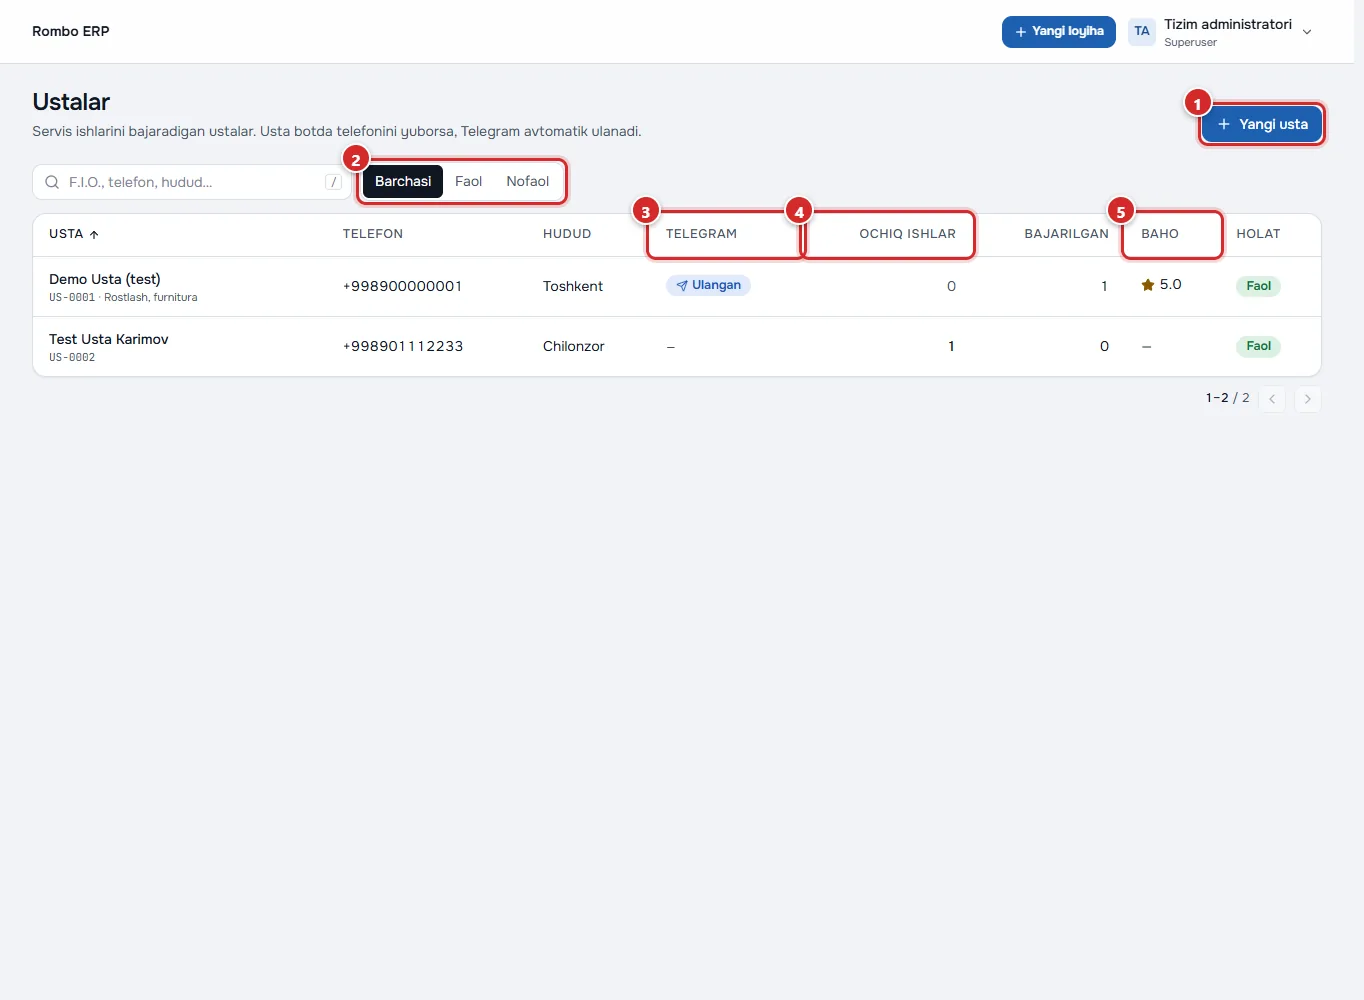 Rombo ERP
+ Yangi loyiha
TA
Tizim administratori
Superuser
Ustalar
Servis ishlarini bajaradigan ustalar. Usta botda telefonini yuborsa, Telegram avtomatik ulanadi.
1
+ Yangi usta
F.I.O., telefon, hudud...
/
2
Barchasi Faol Nofaol
3 4 5
USTA ↑ TELEFON HUDUD TELEGRAM OCHIQ ISHLAR BAJARILGAN BAHO HOLAT
Demo Usta (test) +998900000001 Toshkent Ulangan 0 1 ★ 5.0 Faol
US-0001 · Rostlash, furnitura
Test Usta Karimov +998901112233 Chilonzor – 1 0 – Faol
US-0002
1–2 / 2